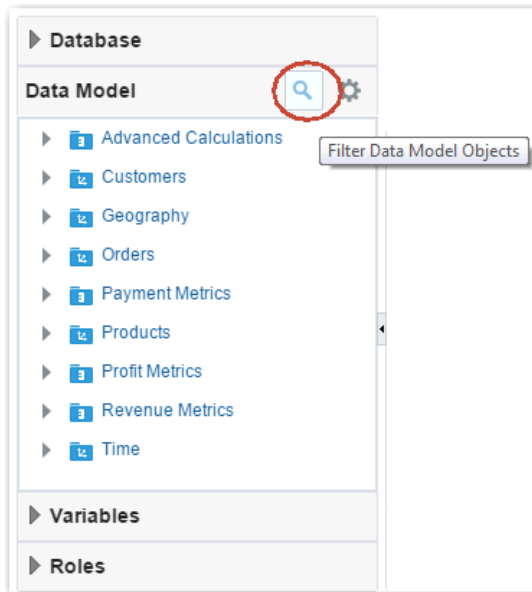 Database
Data Model
Advanced Calculations
Filter Data Model Objects
Customers
Geography
Orders
Payment Metrics
Products
Profit Metrics
Revenue Metrics
Time
Variables
Roles